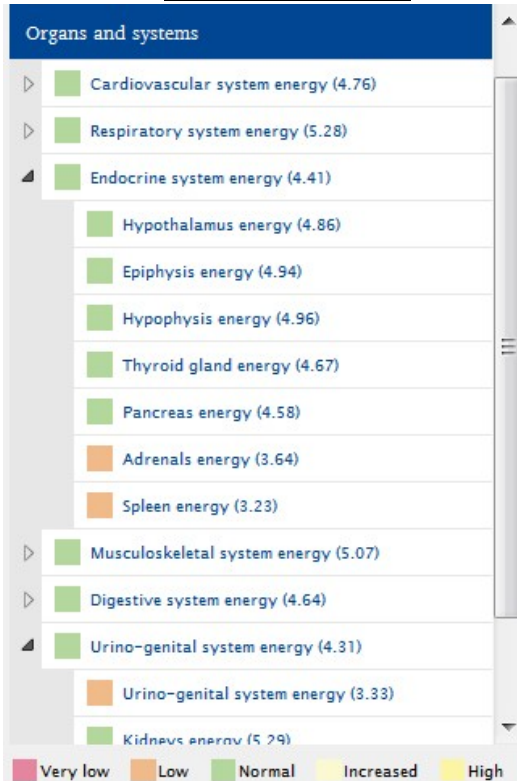 Organs and systems
Cardiovascular system energy (4.76)
Respiratory system energy (5.28)
Endocrine system energy (4.41)
Hypothalamus energy (4.86)
Epiphysis energy (4.94)
Hypophysis energy (4.96)
Thyroid gland energy (4.67)
Pancreas energy (4.58)
Adrenals energy (3.64)
Spleen energy (3.23)
Musculoskeletal system energy (5.07)
Digestive system energy (4.64)
Urino-genital system energy (4.31)
Urino-genital system energy (3.33)
Kidneys energy (5.29)
Very low Low Normal Increased High